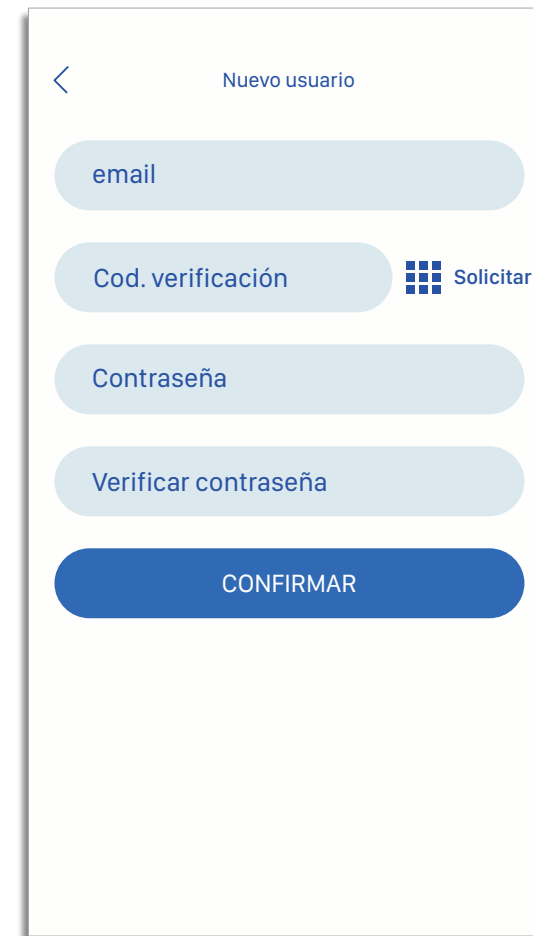 Nuevo usuario
email
Cod. verificación Solicitar
Contraseña
Verificar contraseña
CONFIRMAR